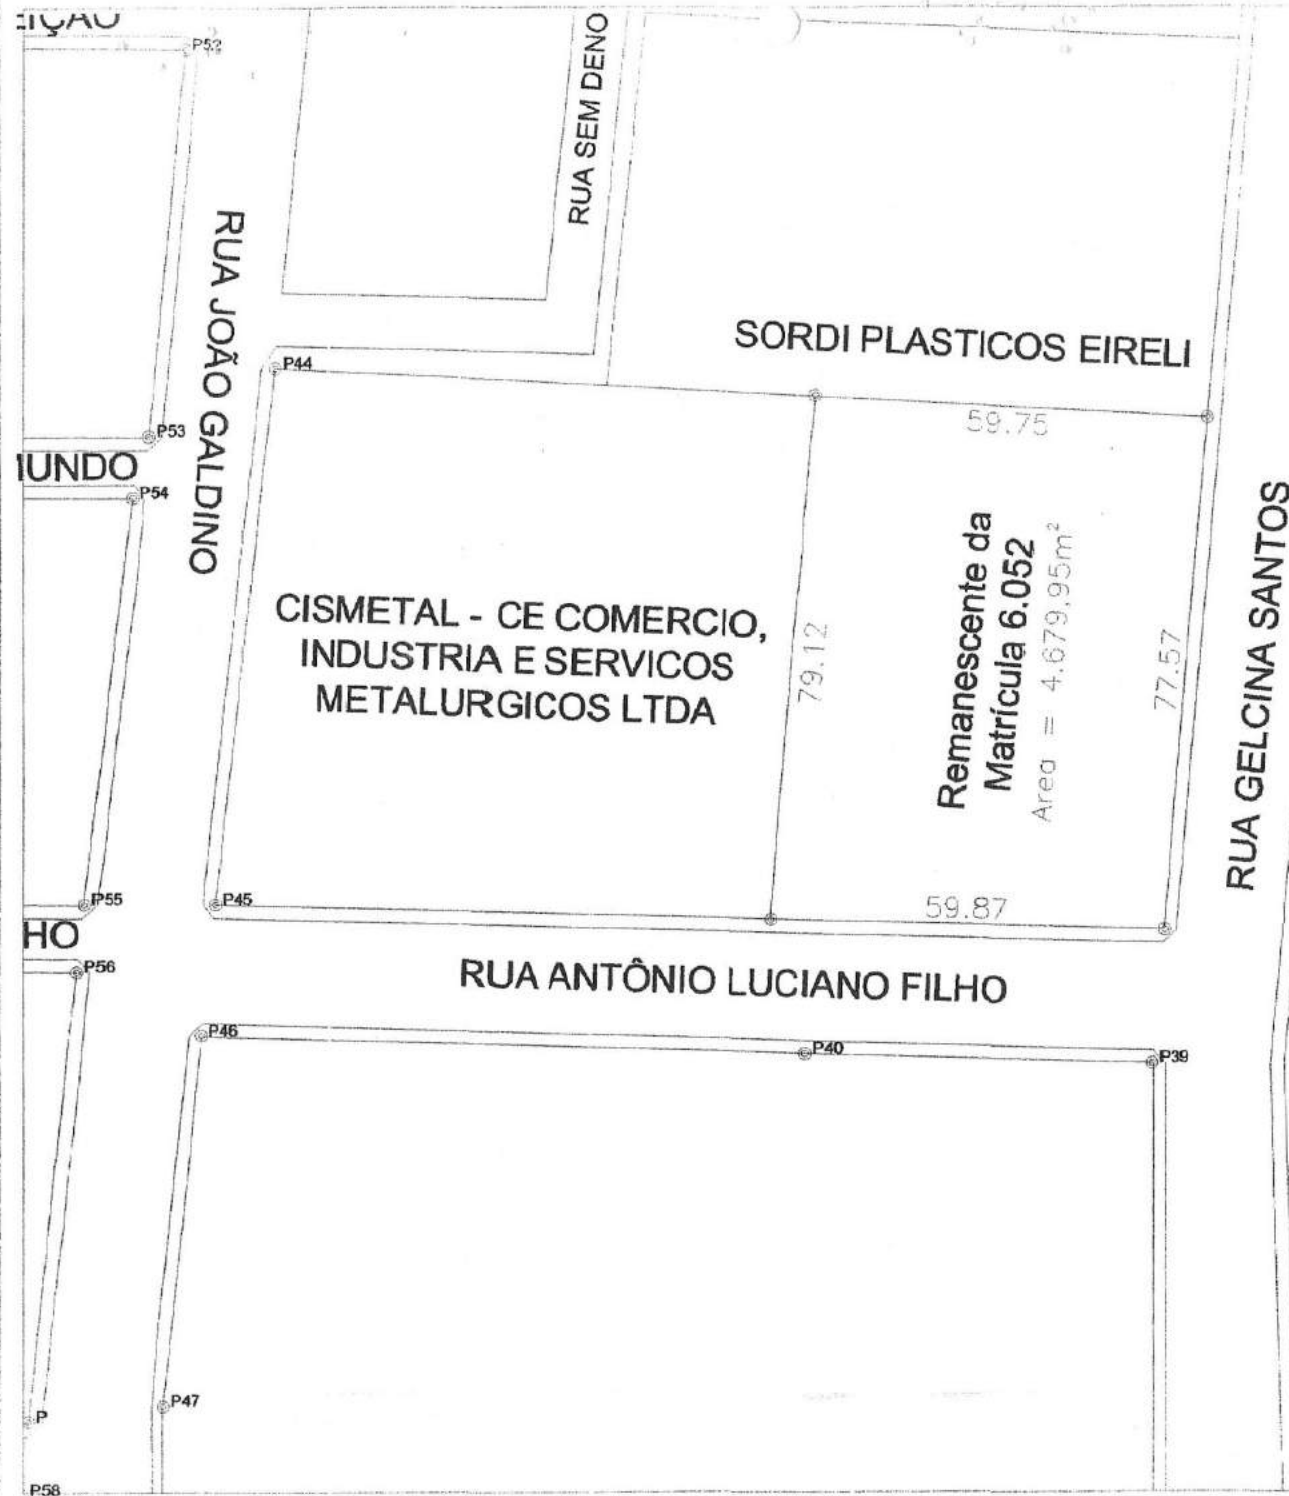 P52
RUA SEM DENO
RUA JOÃO GALDINO
SORDI PLASTICOS EIRELI
P44
59.75
P53
IUNDO
P54
CISMETAL - CE COMERCIO,
INDUSTRIA E SERVICOS
METALURGICOS LTDA
79.12
Remanescente da
Matrícula 6.052
Area = 4.679,95m²
77.57
RUA GELCINA SANTOS
P55
P45
59.87
HO
P56
RUA ANTÔNIO LUCIANO FILHO
P46
P40
P39
P47
P
P58